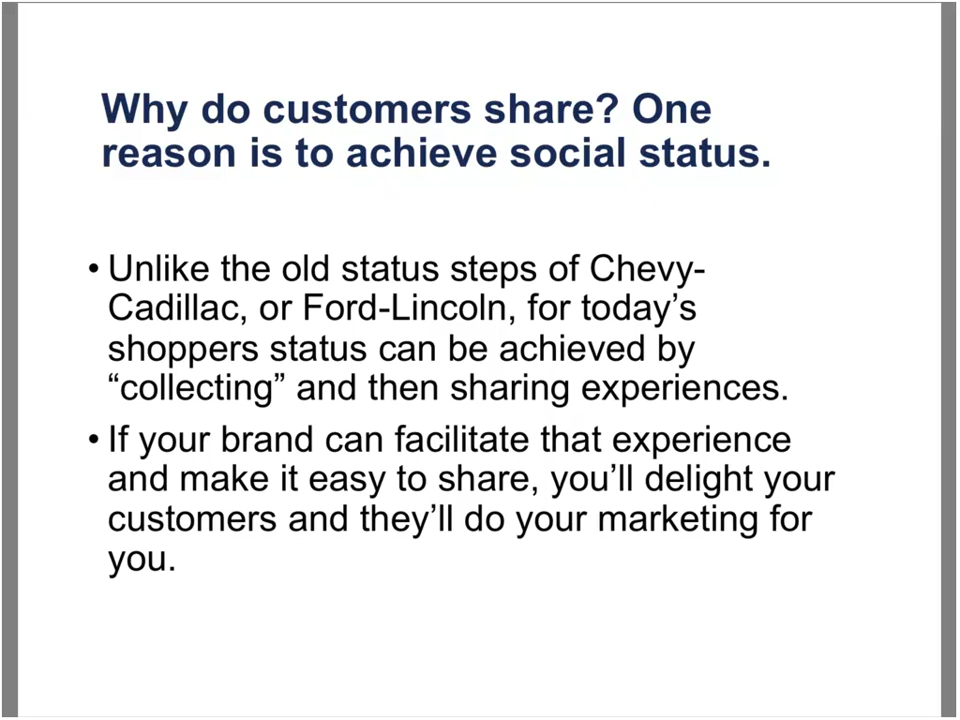 Why do customers share? One
reason is to achieve social status.
• Unlike the old status steps of Chevy-
Cadillac, or Ford-Lincoln, for today’s
shoppers status can be achieved by
“collecting” and then sharing experiences.
• If your brand can facilitate that experience
and make it easy to share, you’ll delight your
customers and they’ll do your marketing for
you.